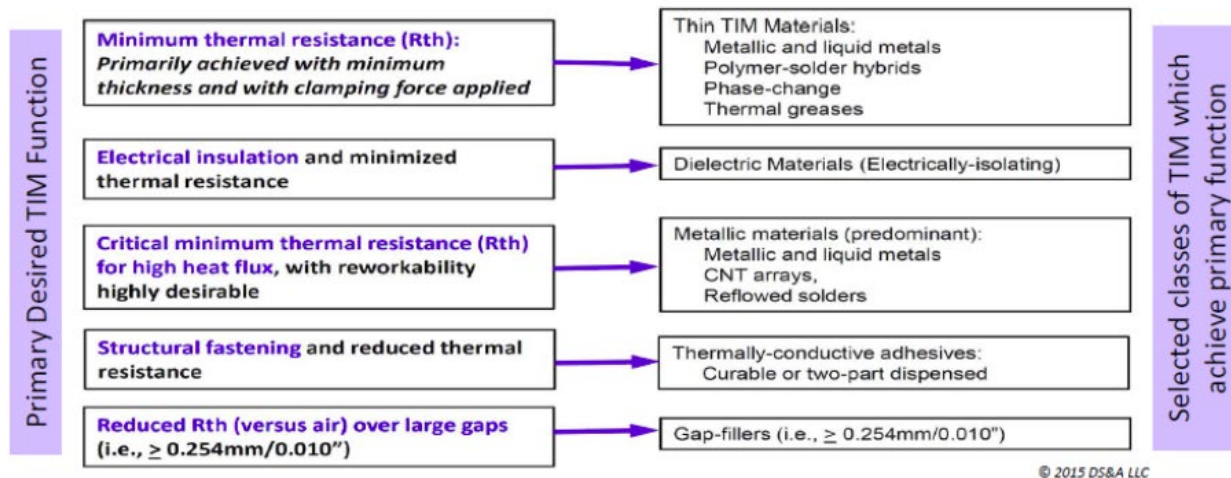 Primary Desired TIM Function
Minimum thermal resistance (Rth):
Primarily achieved with minimum
thickness and with clamping force applied
Thin TIM Materials:
Metallic and liquid metals
Polymer-solder hybrids
Phase-change
Thermal greases
Electrical insulation and minimized
thermal resistance
Dielectric Materials (Electrically-isolating)
Critical minimum thermal resistance (Rth)
for high heat flux, with reworkability
highly desirable
Metallic materials (predominant):
Metallic and liquid metals
CNT arrays,
Reflowed solders
Structural fastening and reduced thermal
resistance
Thermally-conductive adhesives:
Curable or two-part dispensed
Reduced Rth (versus air) over large gaps
(i.e., ≥ 0.254mm/0.010")
Gap-fillers (i.e., ≥ 0.254mm/0.010")
Selected classes of TIM which
achieve primary function
© 2015 DS&A LLC